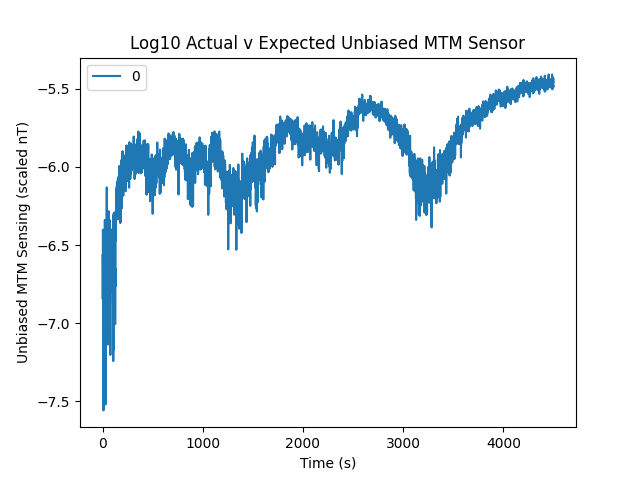 Log10 Actual v Expected Unbiased MTM Sensor
0
Unbiased MTM Sensing (scaled nT)
−5.5
−6.0
−6.5
−7.0
−7.5
0 1000 2000 3000 4000
Time (s)